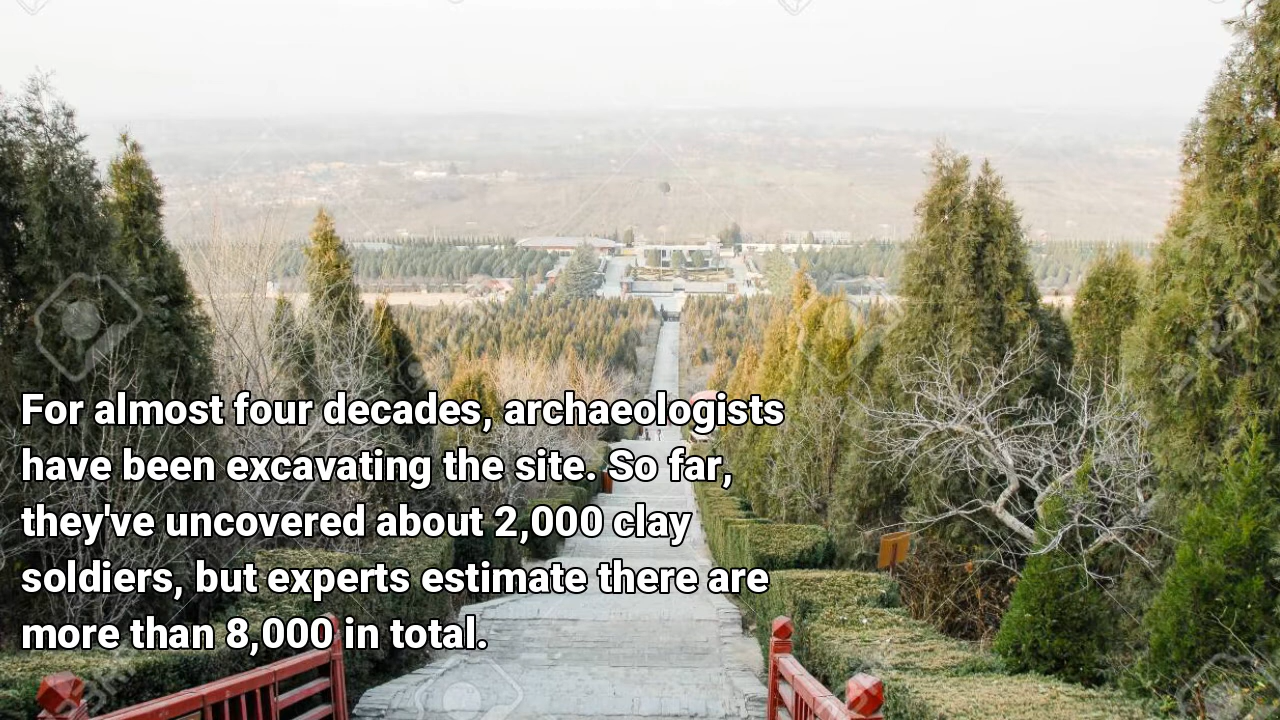 For almost four decades, archaeologists
have been excavating the site. So far,
they've uncovered about 2,000 clay
soldiers, but experts estimate there are
more than 8,000 in total.